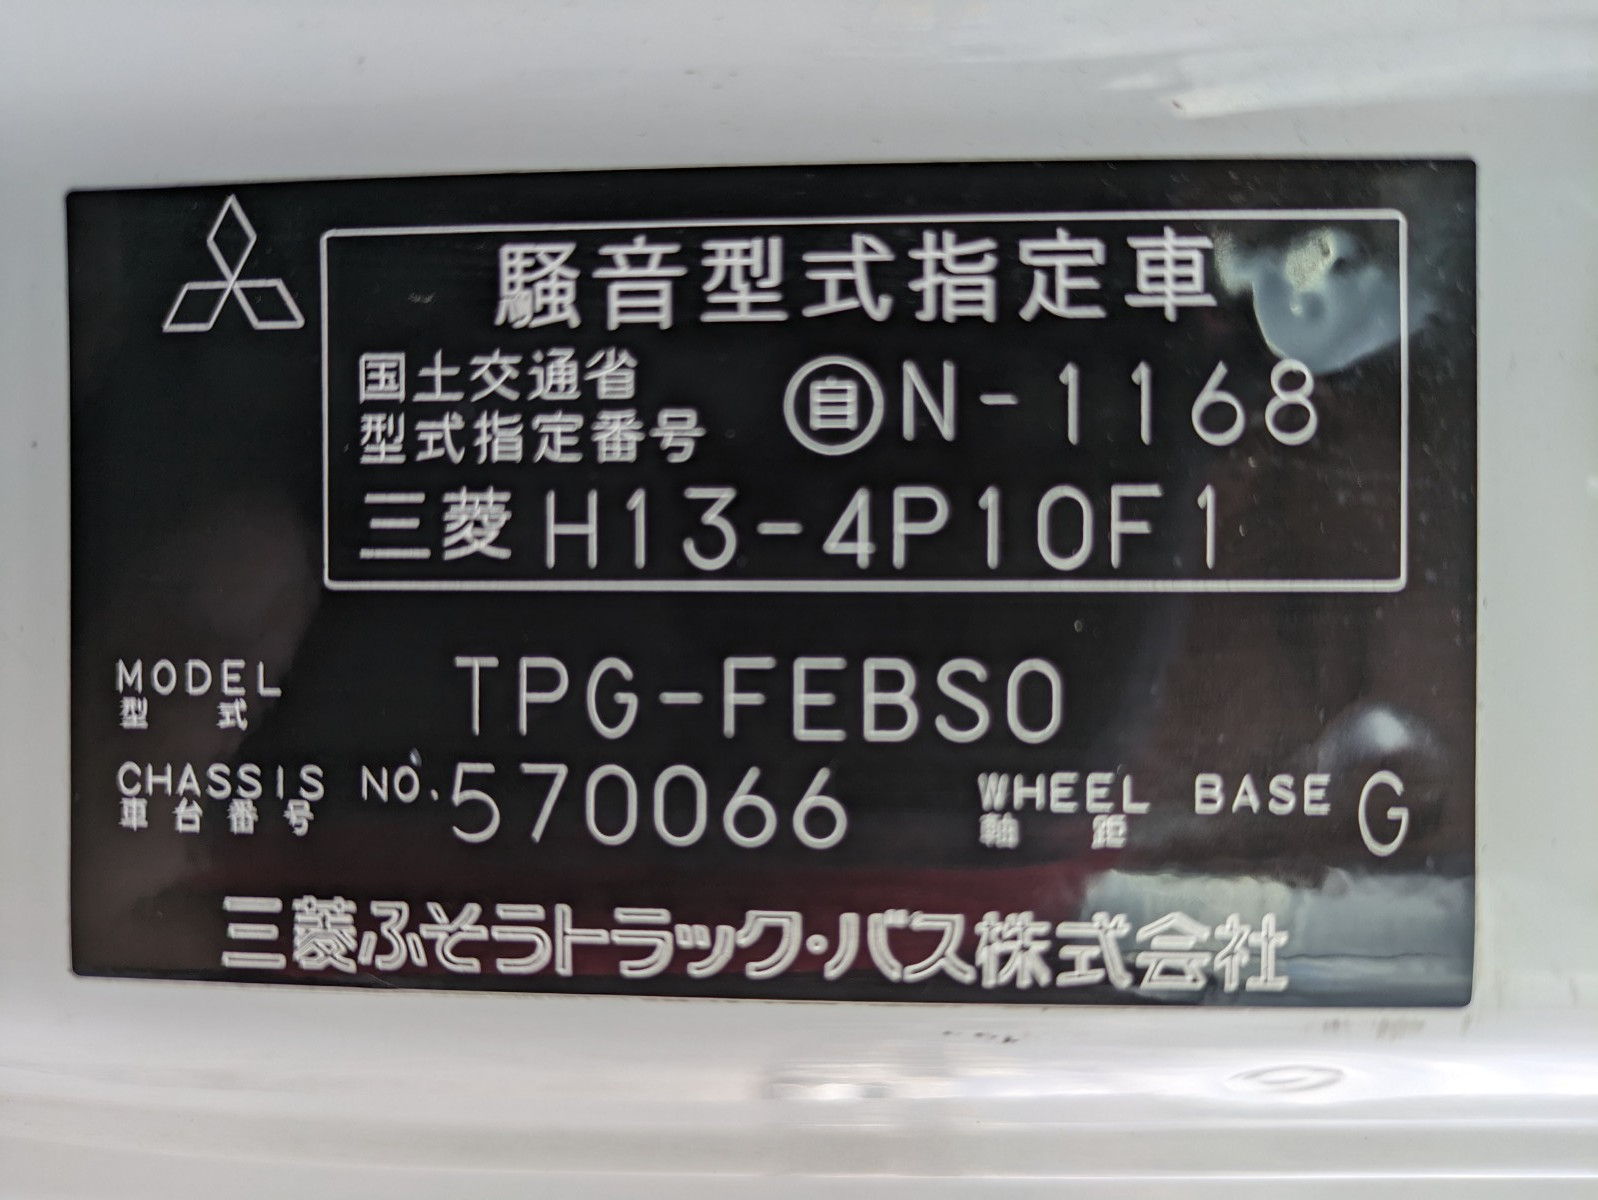 騒音型式指定車
国土交通省
型式指定番号 自N-1168
三菱 H13-4P10F1
MODEL TPG-FEBS0
型式
CHASSIS NO. 570066 WHEEL BASE G
車台番号 軸距
三菱ふそうトラック・バス株式会社